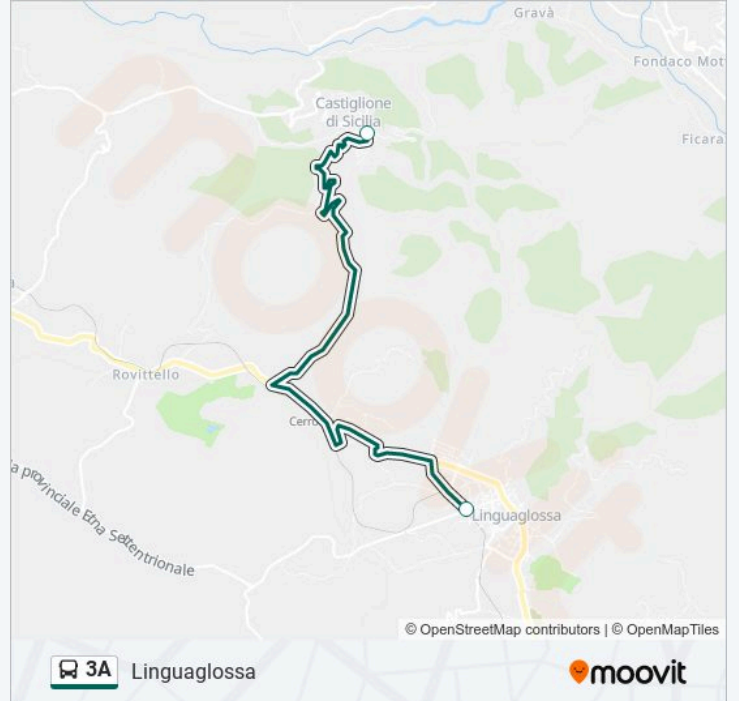 Gravà
Fondaco Mot
Castiglione
di Sicilia
Ficara
Rovittello
Cerro
a provinciale Etna Settentrionale
Linguaglossa
© OpenStreetMap contributors | © OpenMapTiles
3A Linguaglossa
moovit